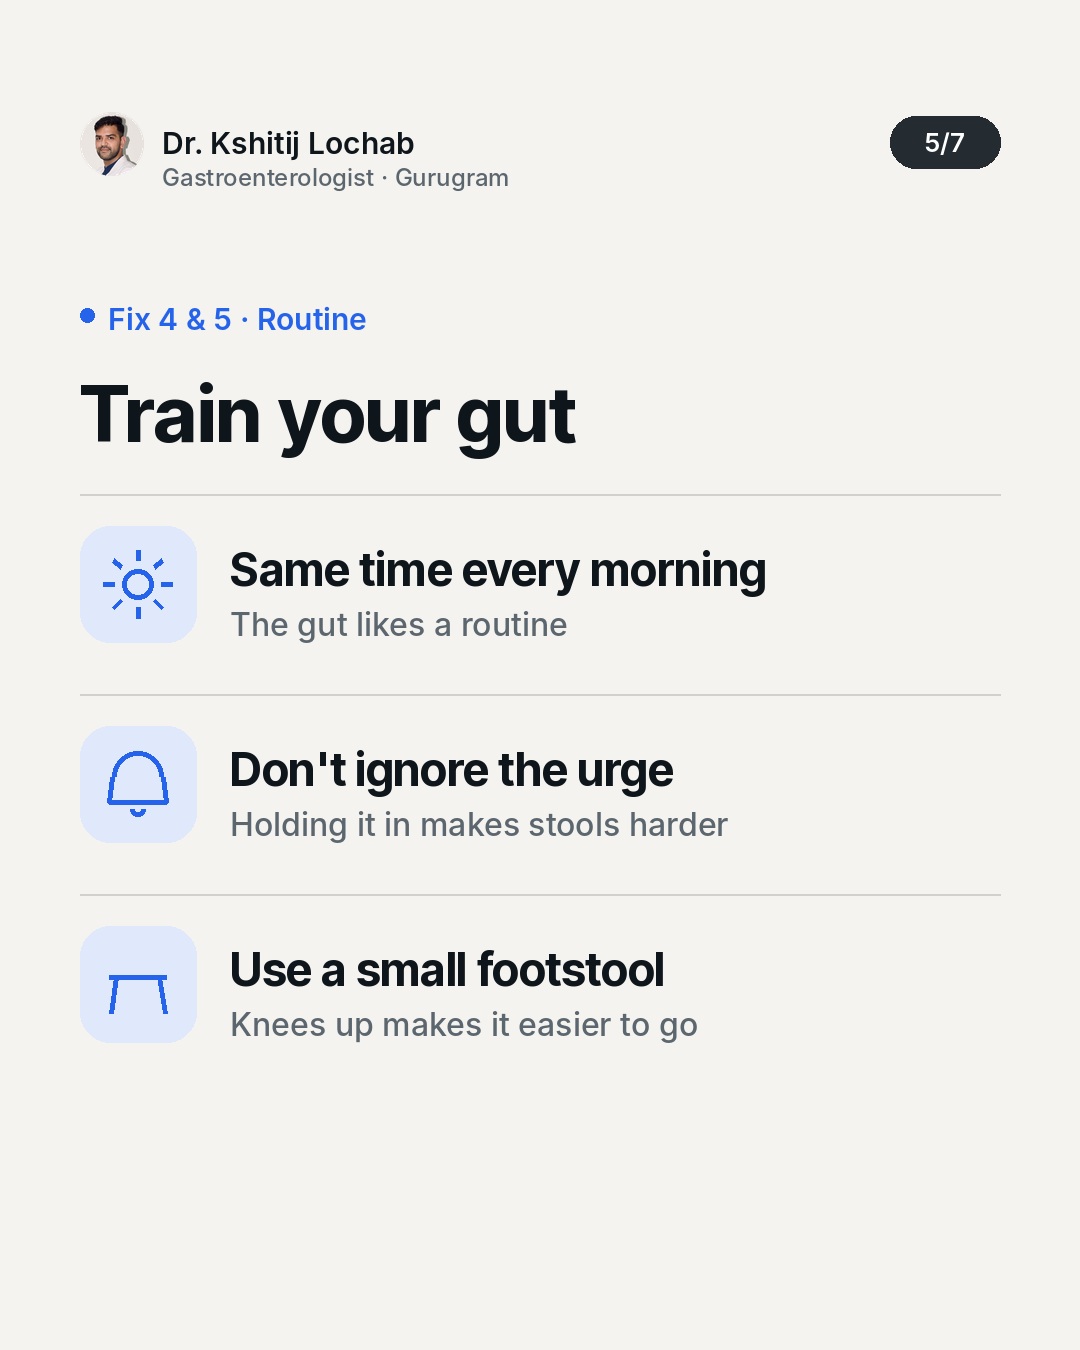 Dr. Kshitij Lochab
Gastroenterologist · Gurugram
5/7
Fix 4 & 5 · Routine
Train your gut
Same time every morning
The gut likes a routine
Don't ignore the urge
Holding it in makes stools harder
Use a small footstool
Knees up makes it easier to go